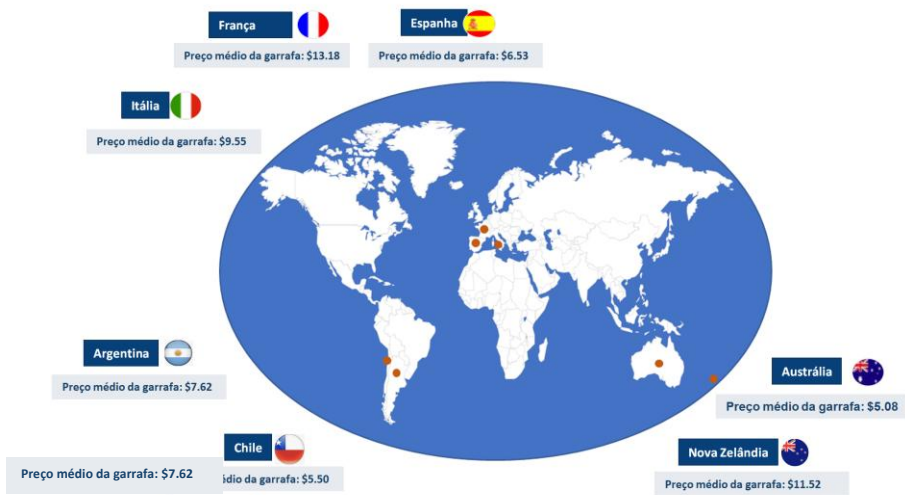 França
Espanha
Preço médio da garrafa: $13.18
Preço médio da garrafa: $6.53
Itália
Preço médio da garrafa: $9.55
Argentina
Preço médio da garrafa: $7.62
Austrália
Preço médio da garrafa: $5.08
Chile
Nova Zelândia
Preço médio da garrafa: $7.62
édio da garrafa: $5.50
Preço médio da garrafa: $11.52